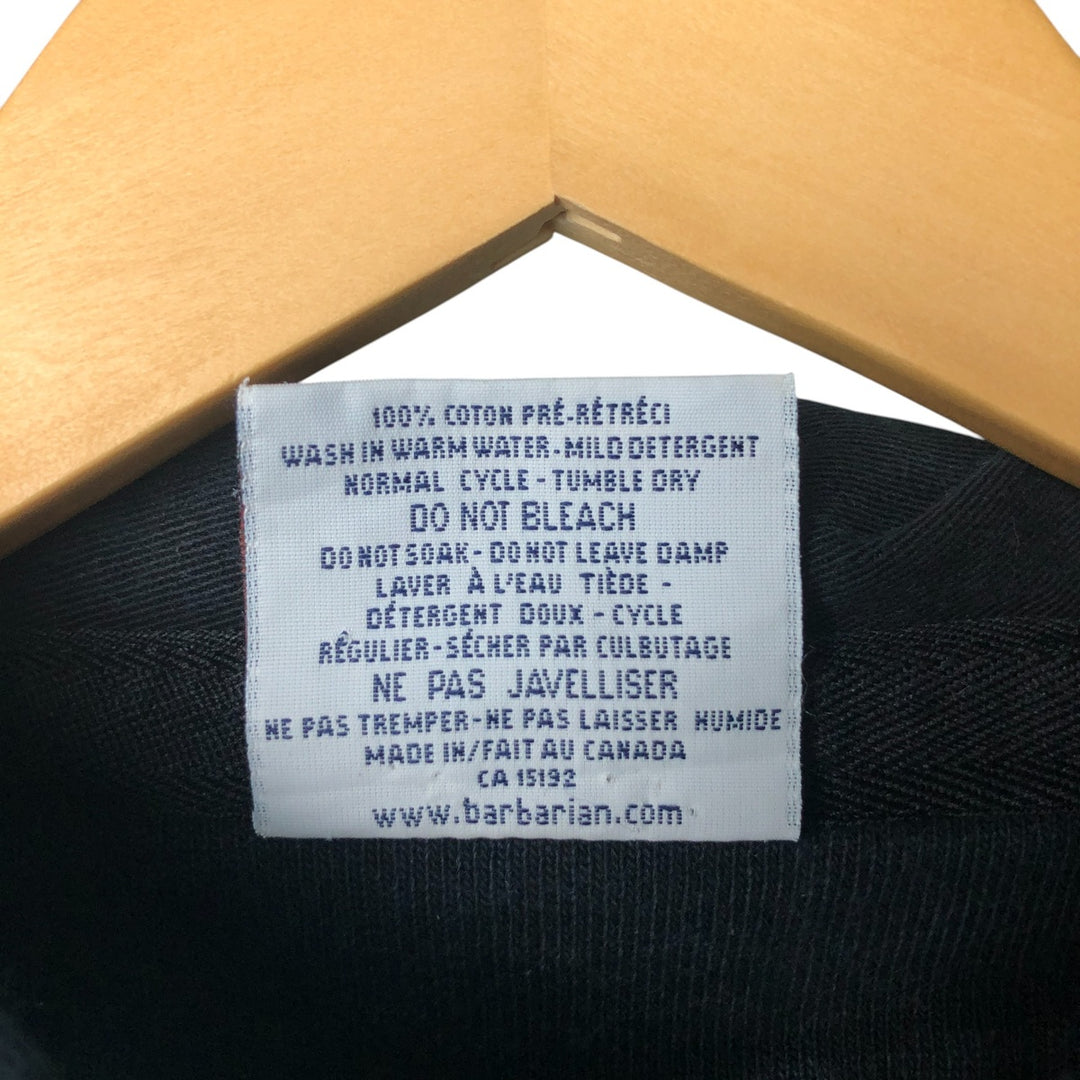 100% COTON PRÉ-RÉTRÉCI
WASH IN WARM WATER - MILD DETERGENT
NORMAL CYCLE - TUMBLE DRY
DO NOT BLEACH
DO NOT SOAK - DO NOT LEAVE DAMP
LAVER À L'EAU TIÈDE -
DÉTERGENT DOUX - CYCLE
RÉGULIER - SÉCHER PAR CULBUTAGE
NE PAS JAVELLISER
NE PAS TREMPER - NE PAS LAISSER HUMIDE
MADE IN/FAIT AU CANADA
CA 15192
www.barbarian.com